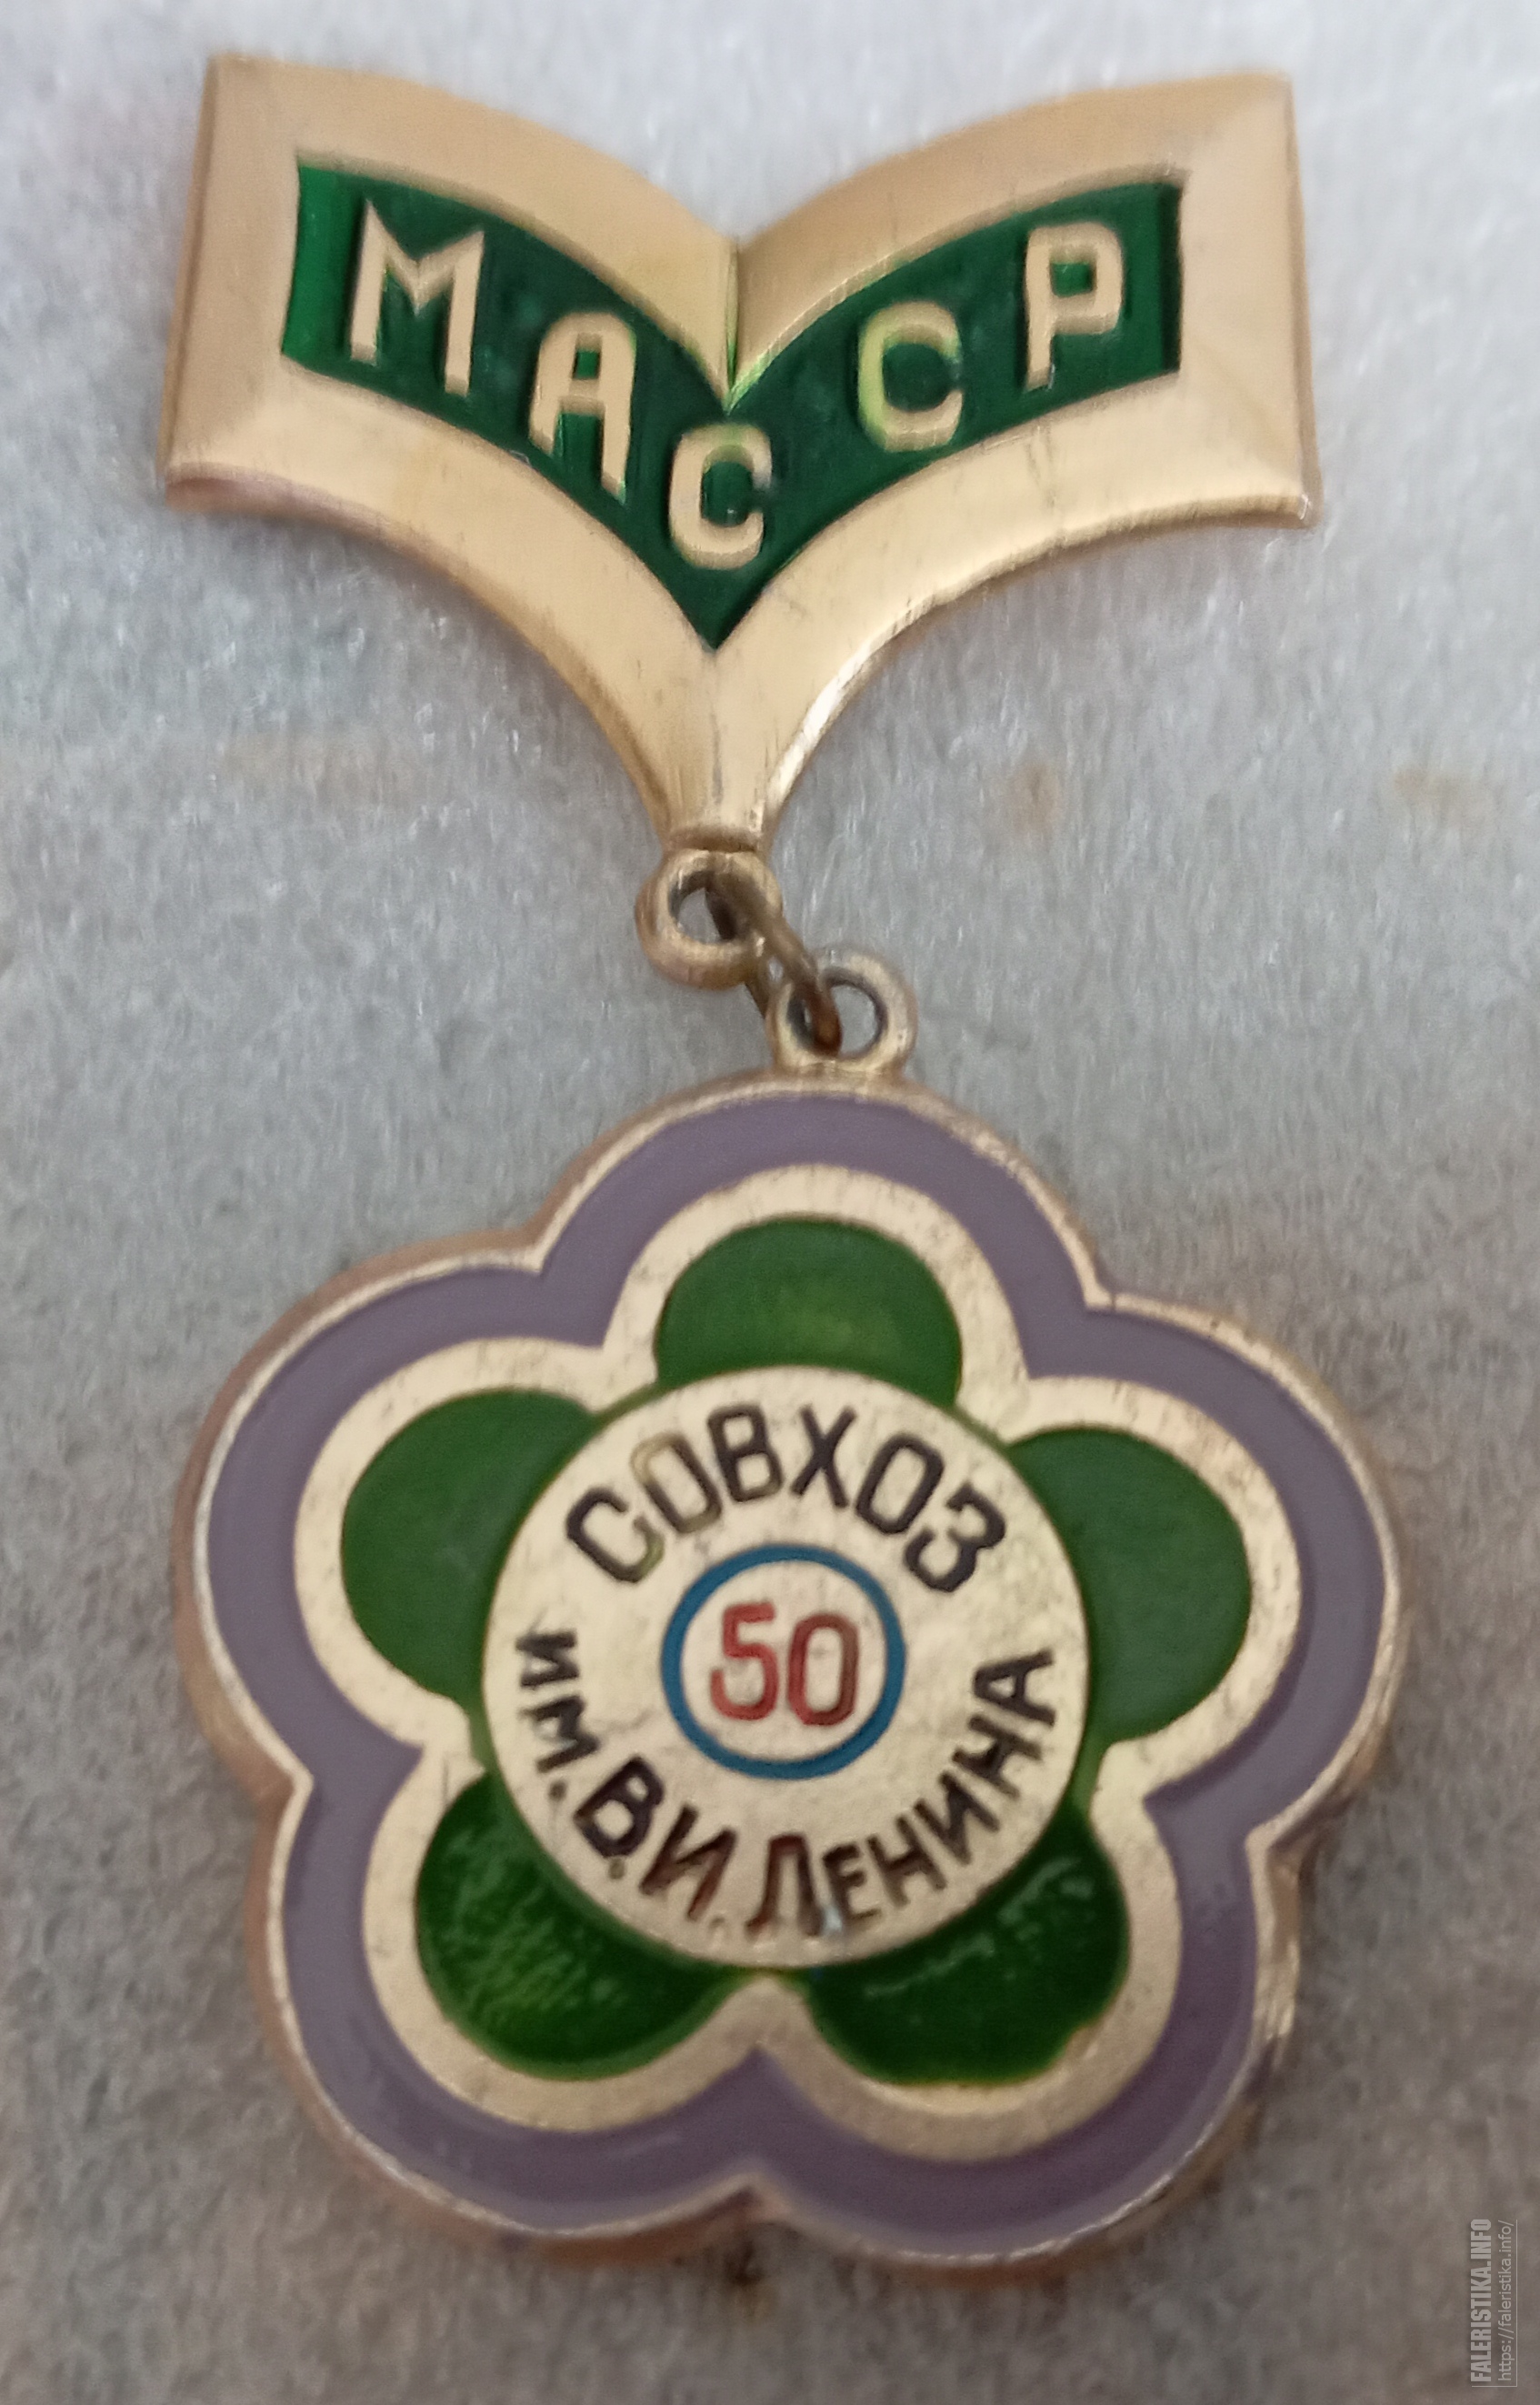 МАССР
СОВХОЗ
50
ИМ. В.И. ЛЕНИНА
FALERISTIKA.INFO
https://faleristika.info/